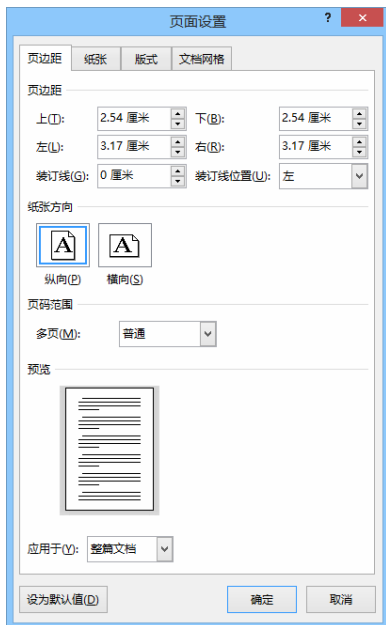 页面设置 ? ×
页边距 纸张 版式 文档网格
页边距
上(T): 2.54 厘米 下(B): 2.54 厘米
左(L): 3.17 厘米 右(R): 3.17 厘米
装订线(G): 0 厘米 装订线位置(U): 左
纸张方向
A A
纵向(P) 横向(S)
页码范围
多页(M): 普通
预览
应用于(Y): 整篇文档
设为默认值(D) 确定 取消